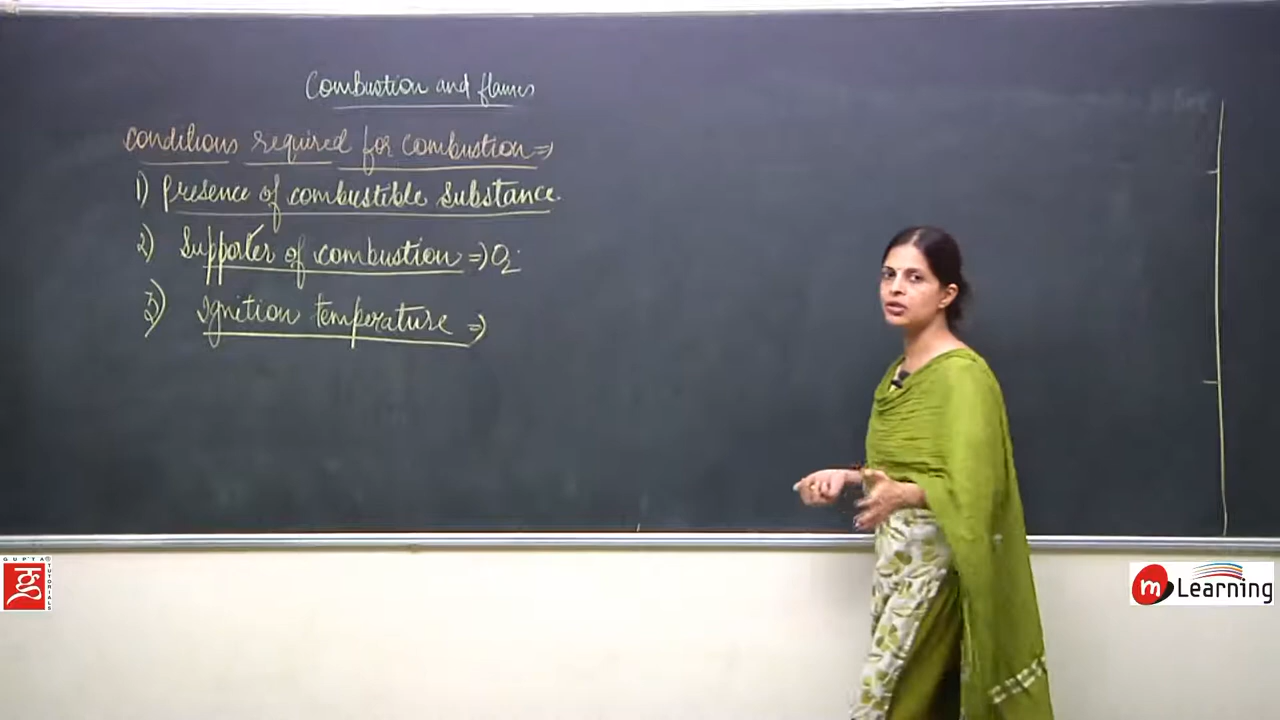 Combustion and flames
Conditions required for combustion ⇒
1) Presence of combustible substance.
2) Supporter of combustion ⇒ O₂
3) Ignition temperature ⇒
GUPTA
TUTORIALS
m Learning